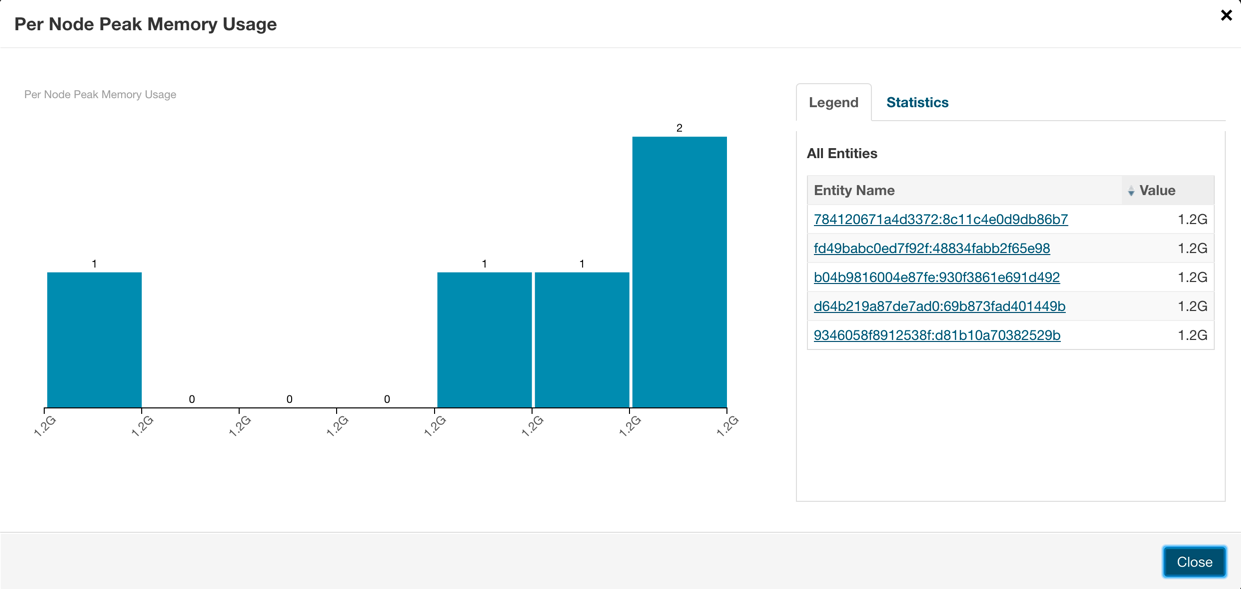 Per Node Peak Memory Usage
×
Per Node Peak Memory Usage
1
0
0
0
1
1
2
1.2G
1.2G
1.2G
1.2G
1.2G
1.2G
1.2G
1.2G
Legend
Statistics
All Entities
Entity Name Value
784120671a4d3372:8c11c4e0d9db86b7 1.2G
fd49babc0ed7f92f:48834fabb2f65e98 1.2G
b04b9816004e87fe:930f3861e691d492 1.2G
d64b219a87de7ad0:69b873fad401449b 1.2G
9346058f8912538f:d81b10a70382529b 1.2G
Close